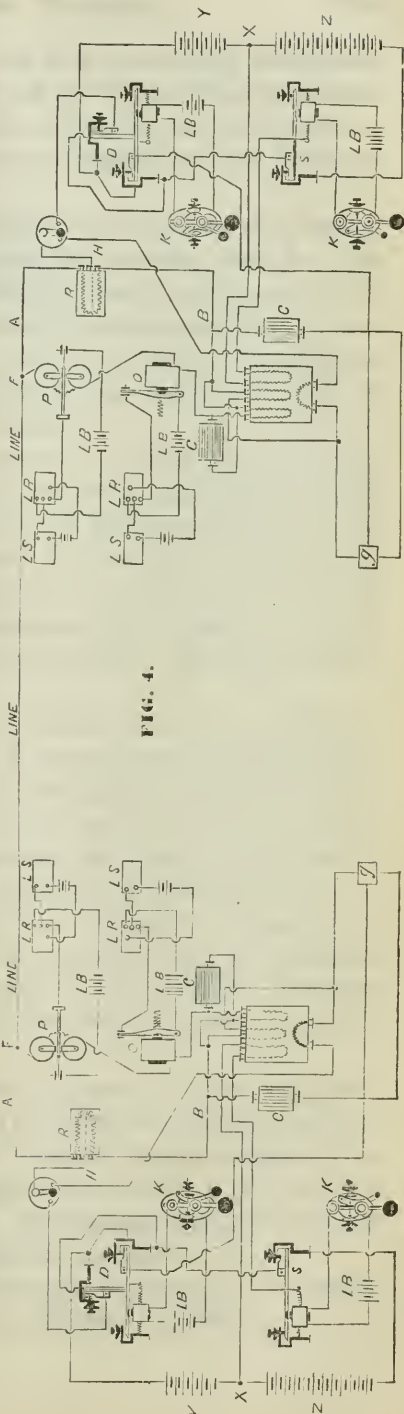 A F LINE LINE LINE F A
R P LR LS LS LR P R
H LB LB H
D O LR LS LS LR O D
K LB LB K
LB C C LB
Y B B Y
C C
X FIG. 4. X
S S
K K
Z LB LB Z
g g